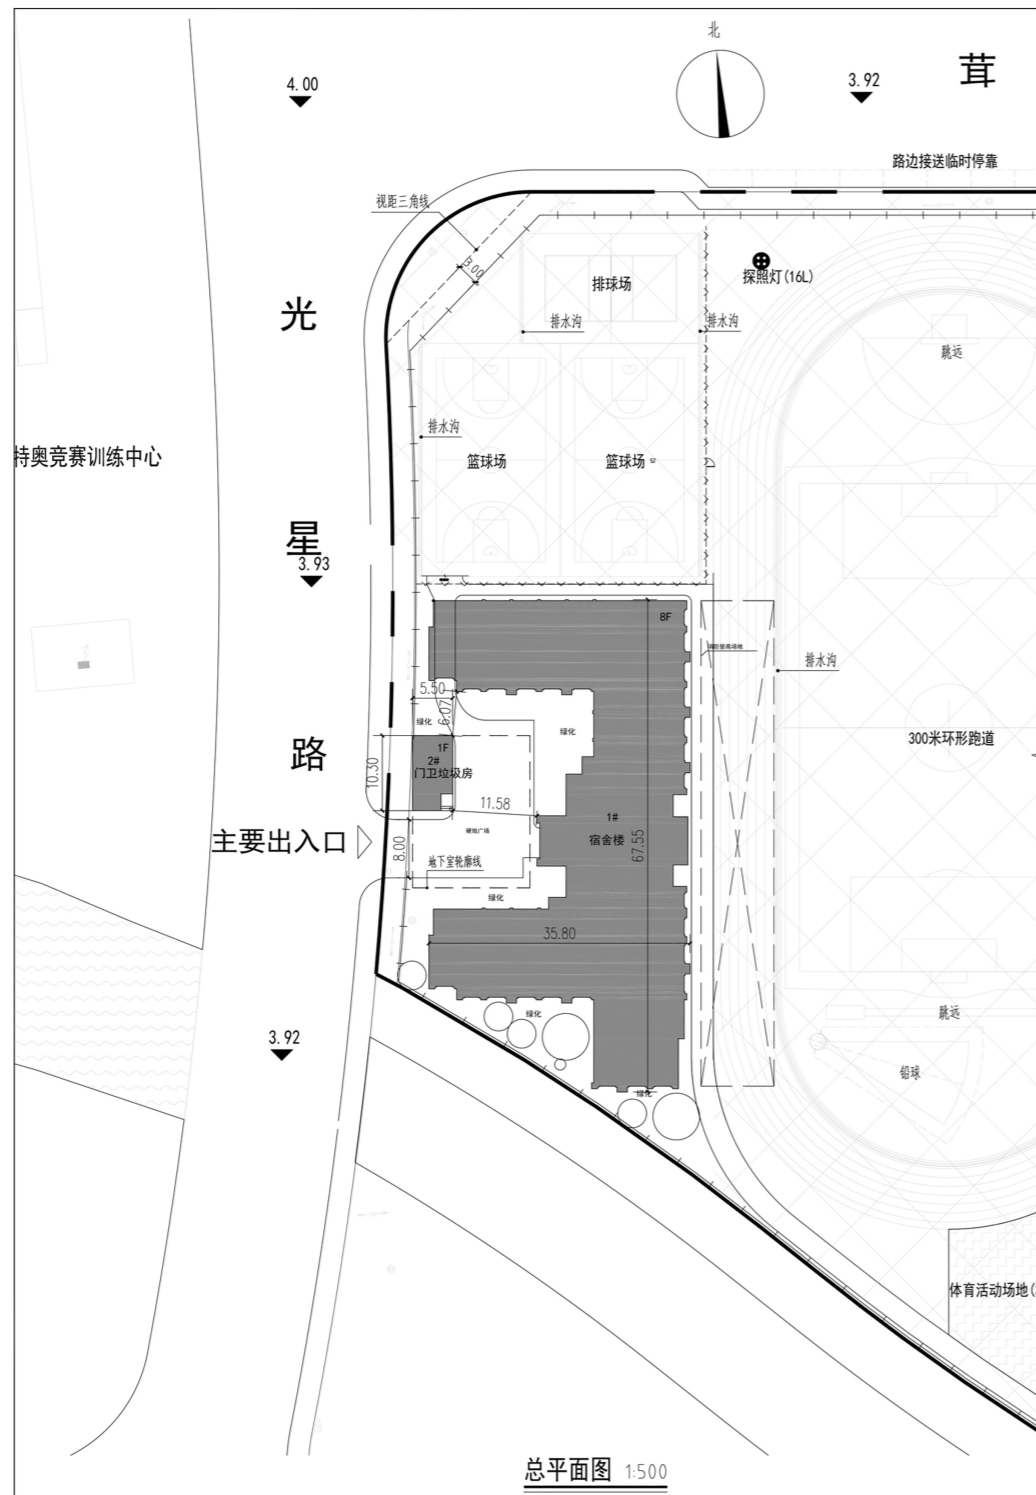 北
茸
4.00
3.92
路边接送临时停靠
视距三角线
3.00
排球场
探照灯(16L)
光
排水沟
排水沟
跳远
排水沟
特奥竞赛训练中心
篮球场
篮球场
星
3.93
8F
排水沟
5.50
6.07
绿化
绿化
路
1F
2#
门卫垃圾房
300米环形跑道
10.30
11.58
1#
宿舍楼
67.55
硬地广场
主要出入口
8.00
地下室轮廓线
绿化
35.80
绿化
跳远
3.92
铅球
绿化
体育活动场地(
总平面图 1:500